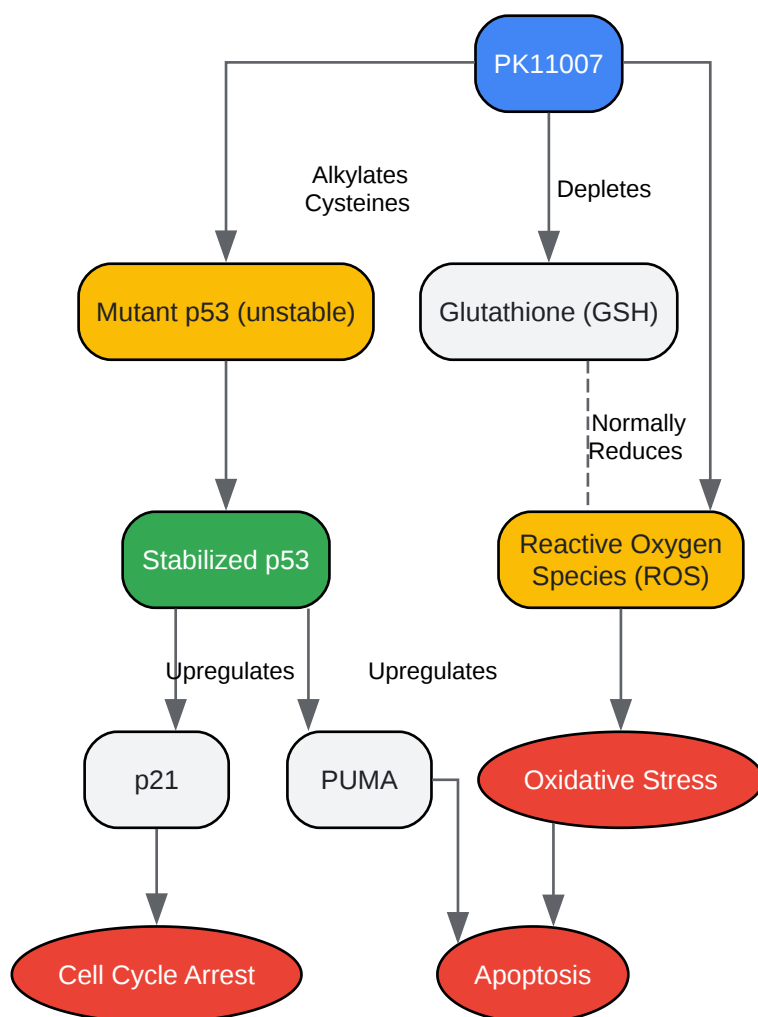 PK11007
Alkylates
Cysteines
Depletes
Mutant p53 (unstable)
Glutathione (GSH)
Normally
Reduces
Stabilized p53
Reactive Oxygen
Species (ROS)
Upregulates
Upregulates
p21
PUMA
Oxidative Stress
Cell Cycle Arrest
Apoptosis